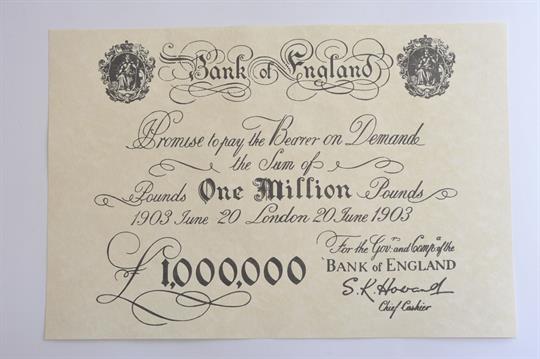 Bank of England
Promise to pay the Bearer on Demand
the Sum of
Pounds One Million Pounds
1903 June 20 London 20 June 1903
£1,000,000
For the Govr. and Compa. of the
BANK OF ENGLAND
S.K. Howard
Chief Cashier